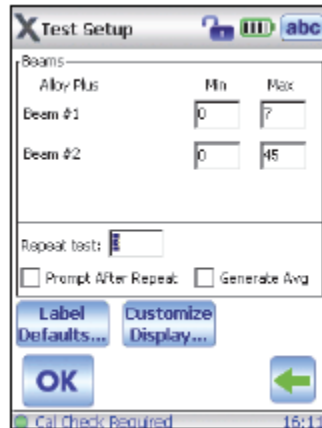 Test Setup abc
Beams
Alloy Plus Min Max
Beam #1 0 7
Beam #2 0 45
Repeat test:
Prompt After Repeat Generate Avg
Label Defaults... Customize Display...
OK
Cal Check Required 16:11